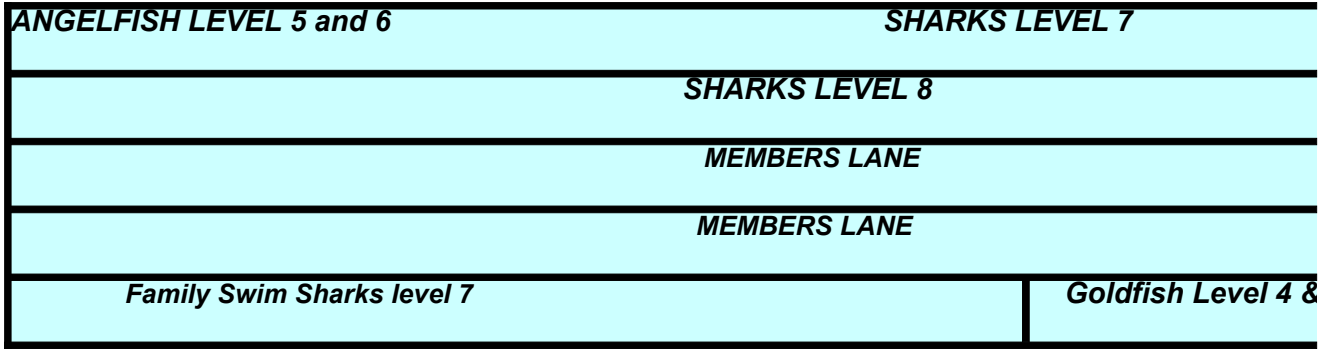 ANGELFISH LEVEL 5 and 6 SHARKS LEVEL 7
SHARKS LEVEL 8
MEMBERS LANE
MEMBERS LANE
Family Swim Sharks level 7 Goldfish Level 4 &